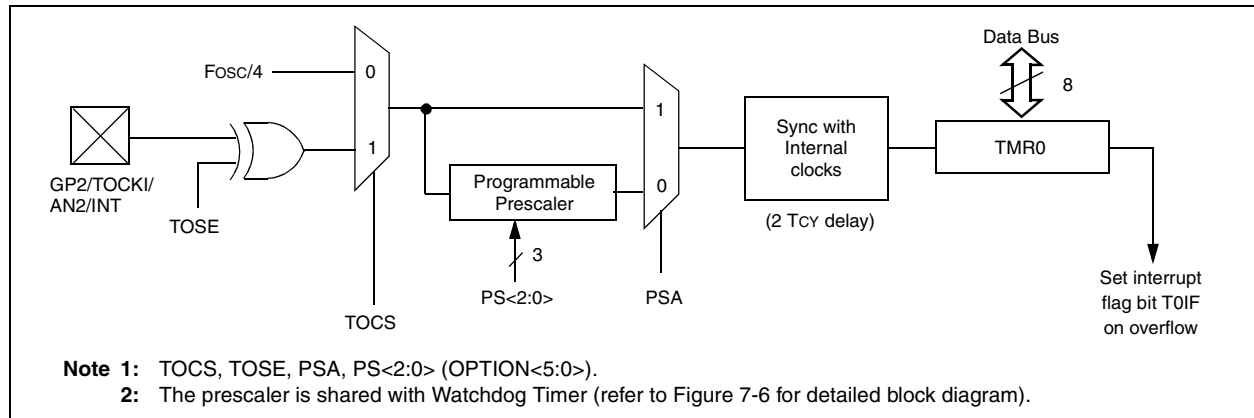 Data Bus
8
FOSC/4
0
1
GP2/TOCKI/
AN2/INT
TOSE
TOCS
Programmable
Prescaler
3
PS<2:0>
1
0
PSA
Sync with
Internal
clocks
(2 TCY delay)
TMR0
Set interrupt
flag bit T0IF
on overflow
Note 1: TOCS, TOSE, PSA, PS<2:0> (OPTION<5:0>).
2: The prescaler is shared with Watchdog Timer (refer to Figure 7-6 for detailed block diagram).